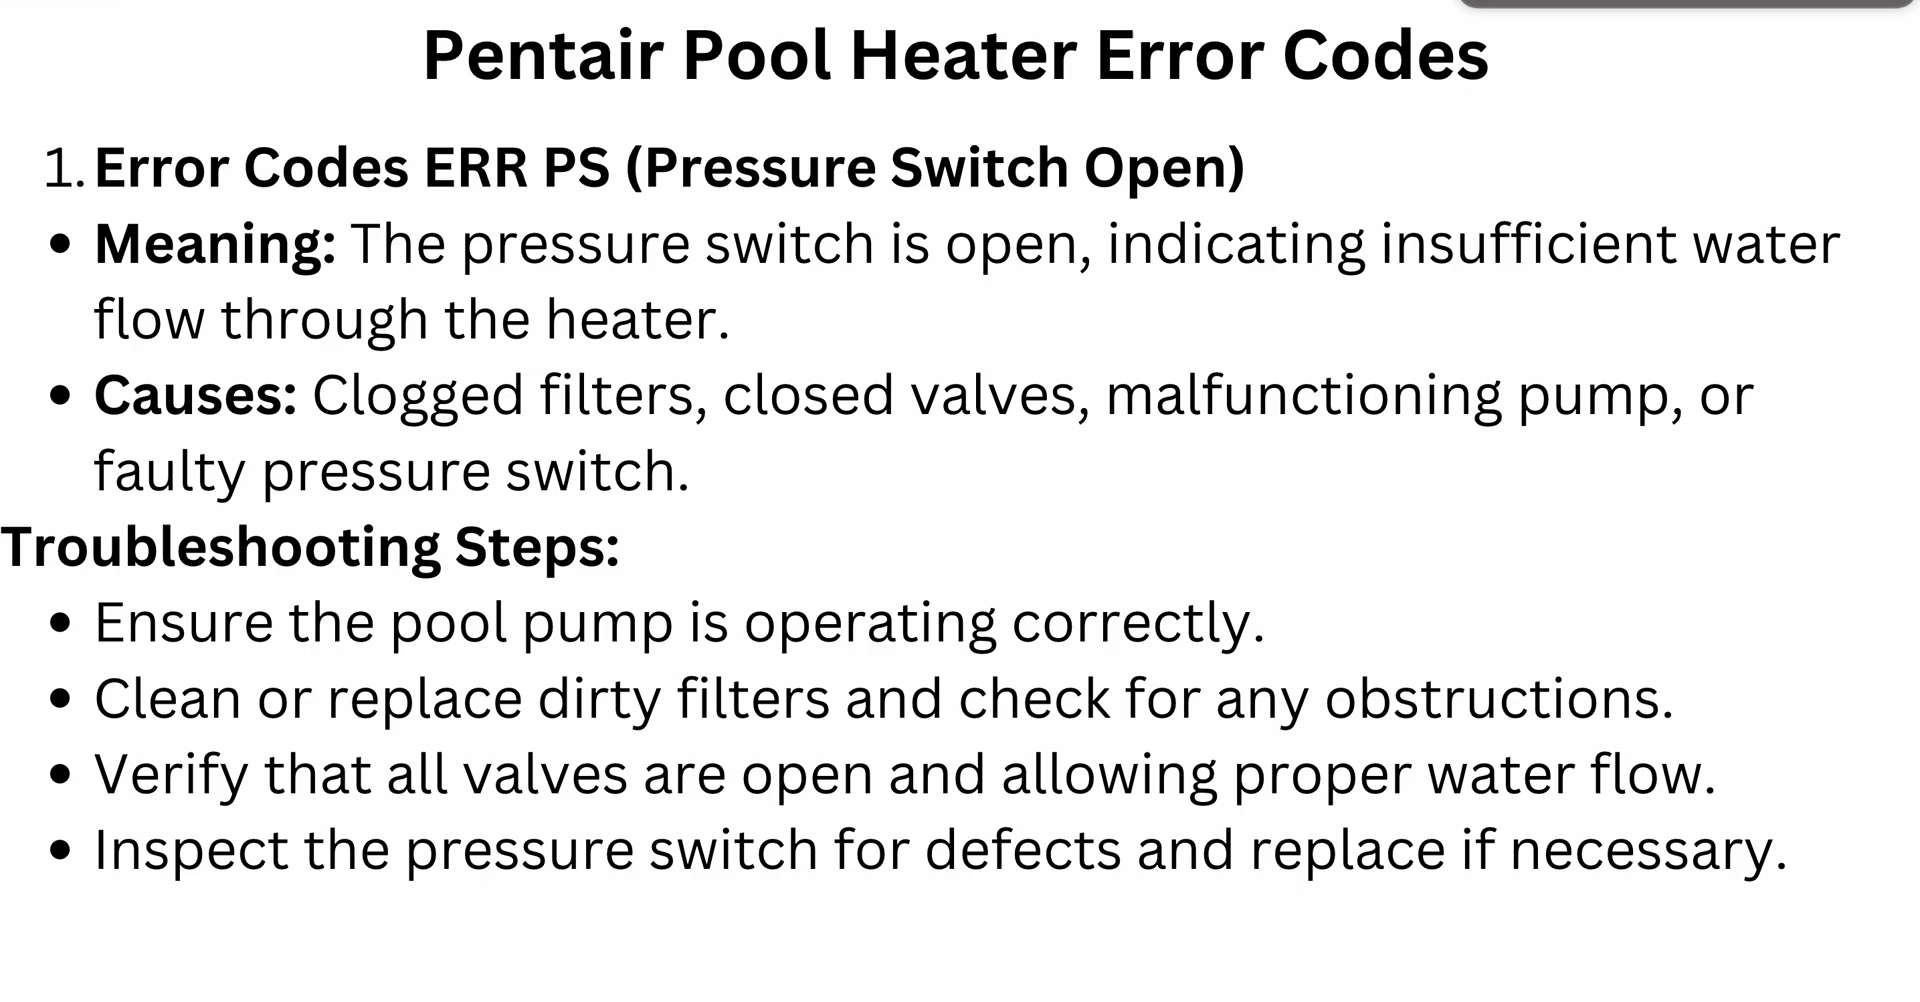 Pentair Pool Heater Error Codes
1. Error Codes ERR PS (Pressure Switch Open)
• Meaning: The pressure switch is open, indicating insufficient water
flow through the heater.
• Causes: Clogged filters, closed valves, malfunctioning pump, or
faulty pressure switch.
Troubleshooting Steps:
• Ensure the pool pump is operating correctly.
• Clean or replace dirty filters and check for any obstructions.
• Verify that all valves are open and allowing proper water flow.
• Inspect the pressure switch for defects and replace if necessary.